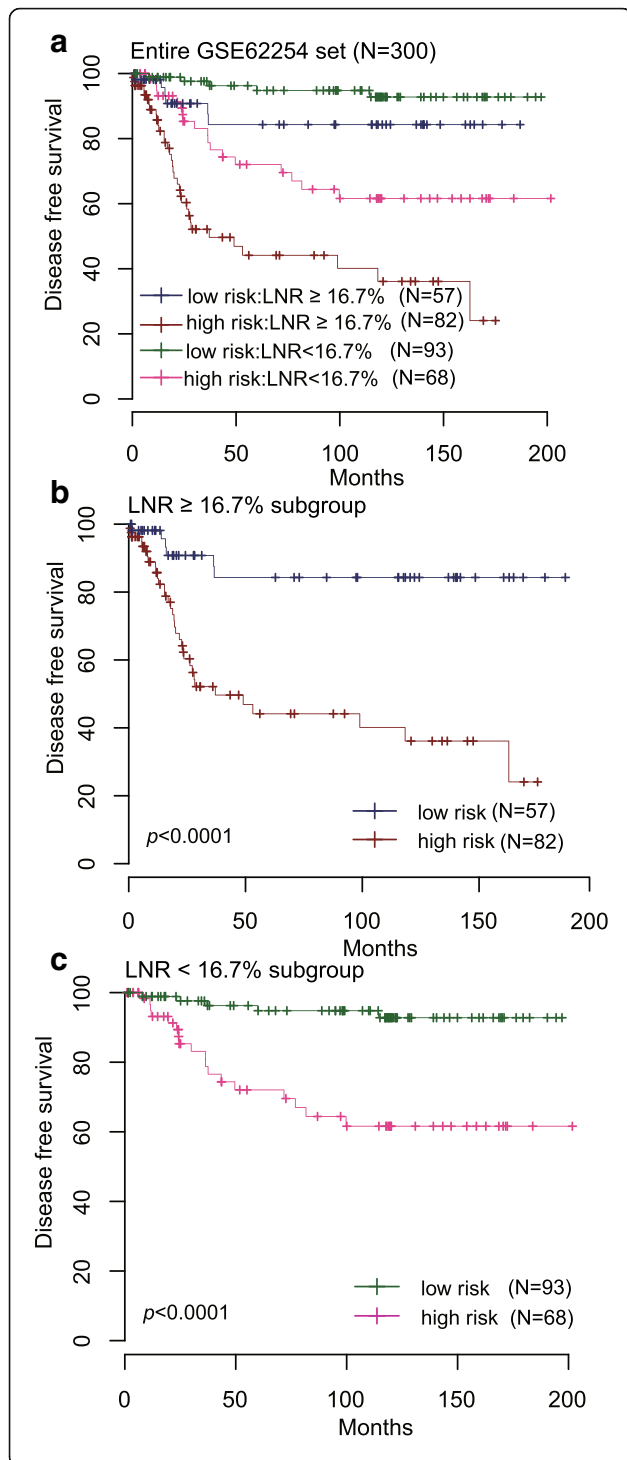 a
Entire GSE62254 set (N=300)
Disease free survival
100
80
60
40
20
0
low risk:LNR ≥ 16.7% (N=57)
high risk:LNR ≥ 16.7% (N=82)
low risk:LNR<16.7% (N=93)
high risk:LNR<16.7% (N=68)
0 50 100 150 200
Months
b
LNR ≥ 16.7% subgroup
Disease free survival
100
80
60
40
20
0
low risk (N=57)
high risk (N=82)
p<0.0001
0 50 100 150 200
Months
c
LNR < 16.7% subgroup
Disease free survival
100
80
60
40
20
0
low risk (N=93)
high risk (N=68)
p<0.0001
0 50 100 150 200
Months